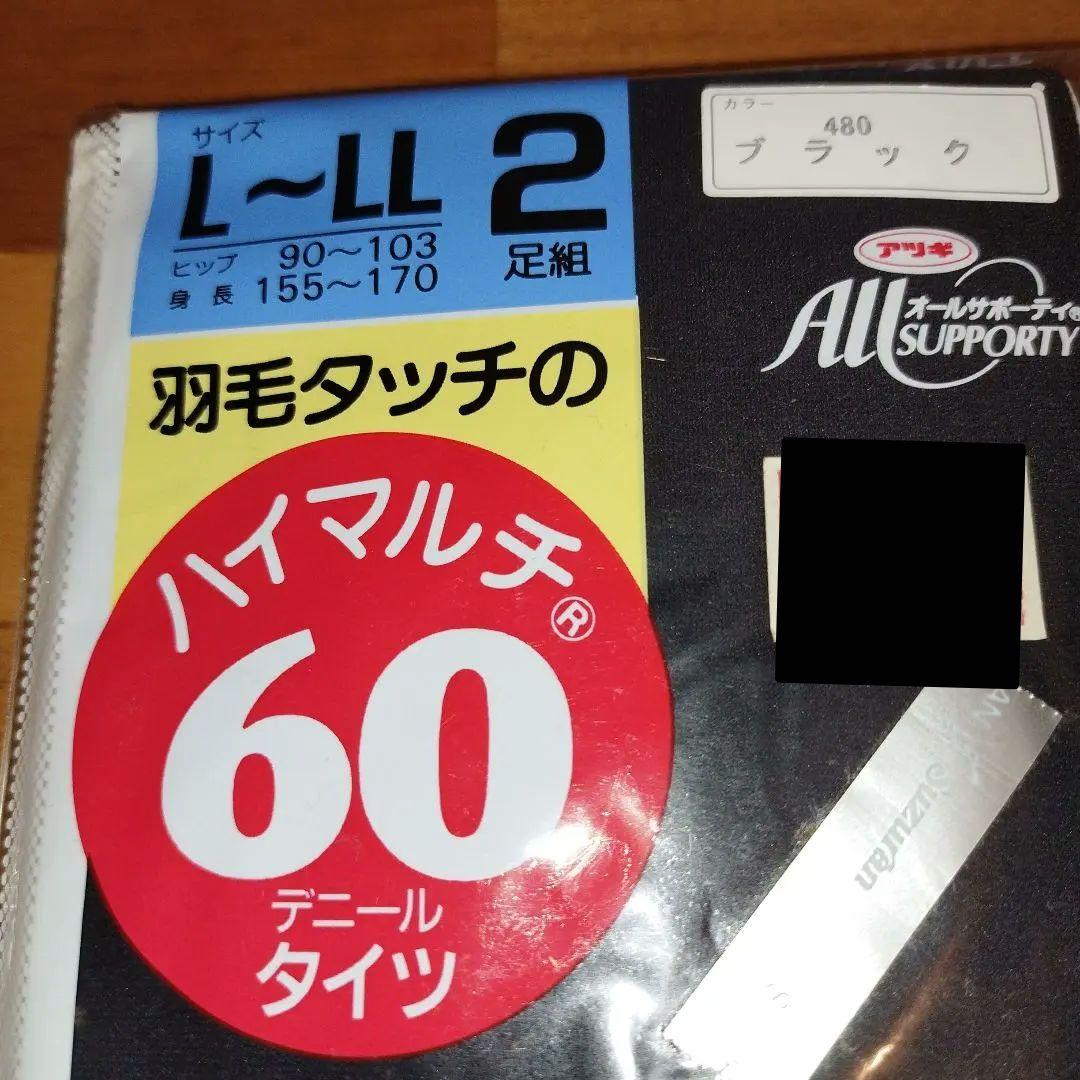 サイズ
L～LL
ヒップ 90～103
身長 155～170
2
足組
カラー
480
ブラック
アツギ
オールサポーティ®
All SUPPORTY
羽毛タッチの
ハイマルチ®
60
デニール
タイツ
Suzuran